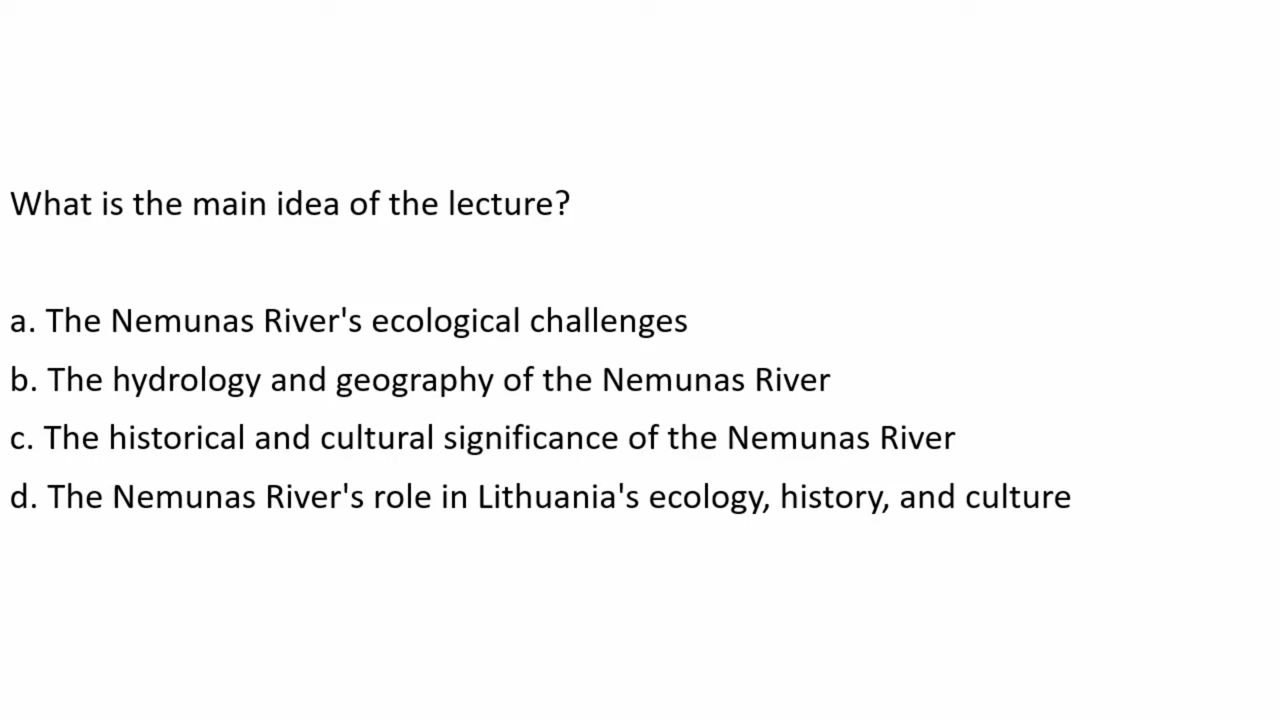 What is the main idea of the lecture?
a. The Nemunas River's ecological challenges
b. The hydrology and geography of the Nemunas River
c. The historical and cultural significance of the Nemunas River
d. The Nemunas River's role in Lithuania's ecology, history, and culture